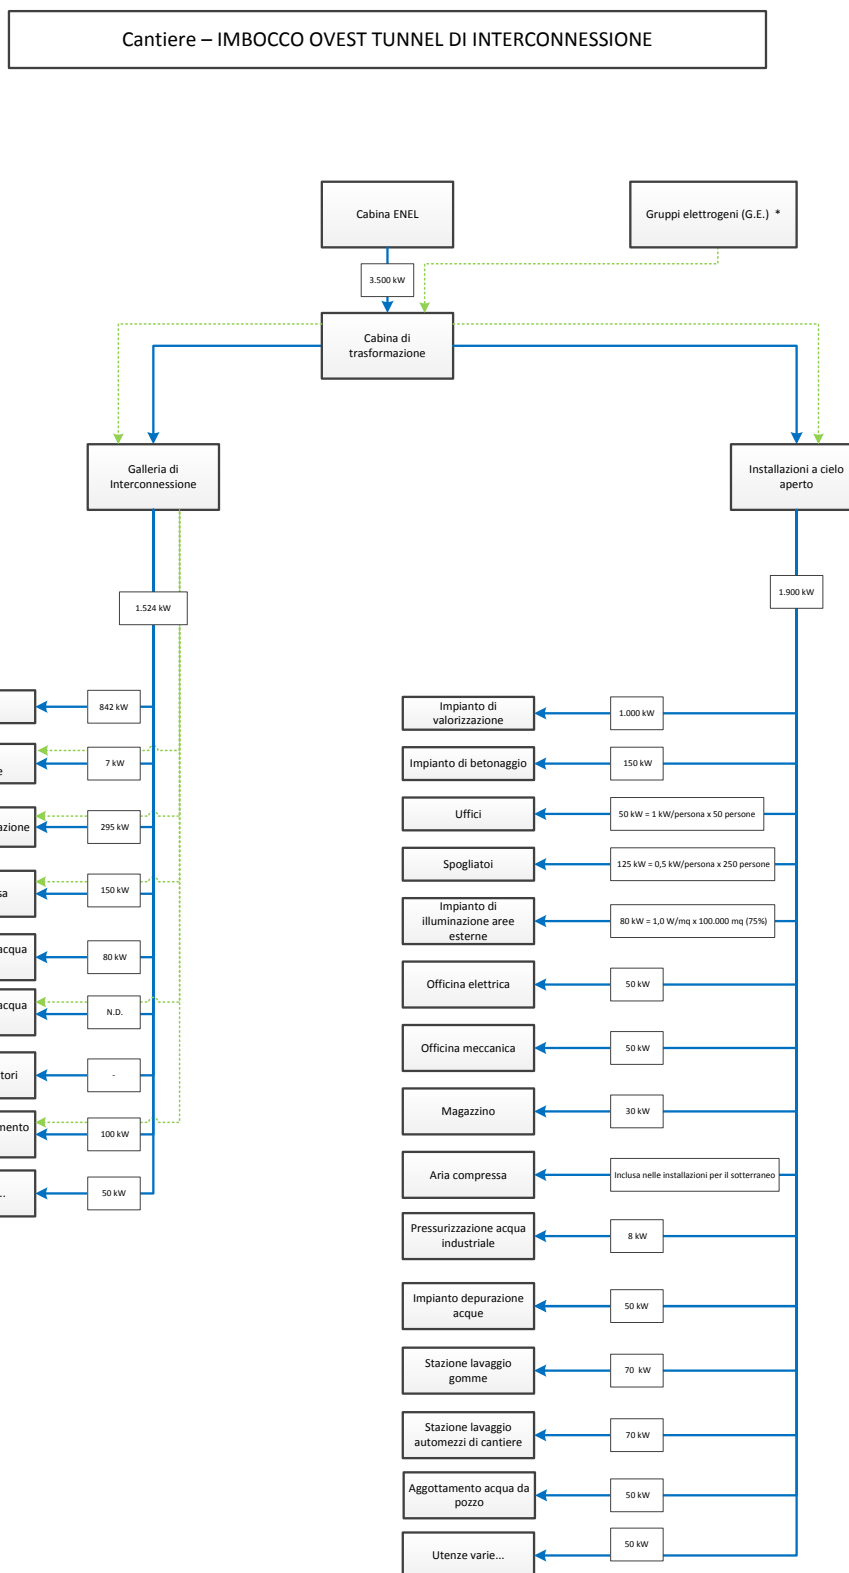 Cantiere – IMBOCCO OVEST TUNNEL DI INTERCONNESSIONE
Cabina ENEL
Gruppi elettrogeni (G.E.) *
3.500 kW
Cabina di
trasformazione
Galleria di
Interconnessione
Installazioni a cielo
aperto
1.524 kW
1.900 kW
842 kW
7 kW
295 kW
150 kW
acqua
80 kW
acqua
N.D.
-
100 kW
...
50 kW
Impianto di
valorizzazione
1.000 kW
Impianto di betonaggio
150 kW
Uffici
50 kW = 1 kW/persona x 50 persone
Spogliatoi
125 kW = 0,5 kW/persona x 250 persone
Impianto di
illuminazione aree
esterne
80 kW = 1,0 W/mq x 100.000 mq (75%)
Officina elettrica
50 kW
Officina meccanica
50 kW
Magazzino
30 kW
Aria compressa
Inclusa nelle installazioni per il sotterraneo
Pressurizzazione acqua
industriale
8 kW
Impianto depurazione
acque
50 kW
Stazione lavaggio
gomme
70 kW
Stazione lavaggio
automezzi di cantiere
70 kW
Aggottamento acqua da
pozzo
50 kW
Utenze varie...
50 kW